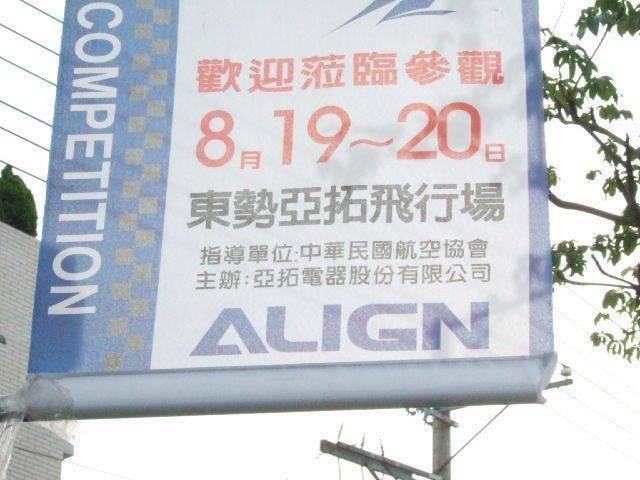 COMPETITION
歡迎蒞臨參觀
8月19~20日
東勢亞拓飛行場
指導單位:中華民國航空協會
主辦:亞拓電器股份有限公司
ALIGN